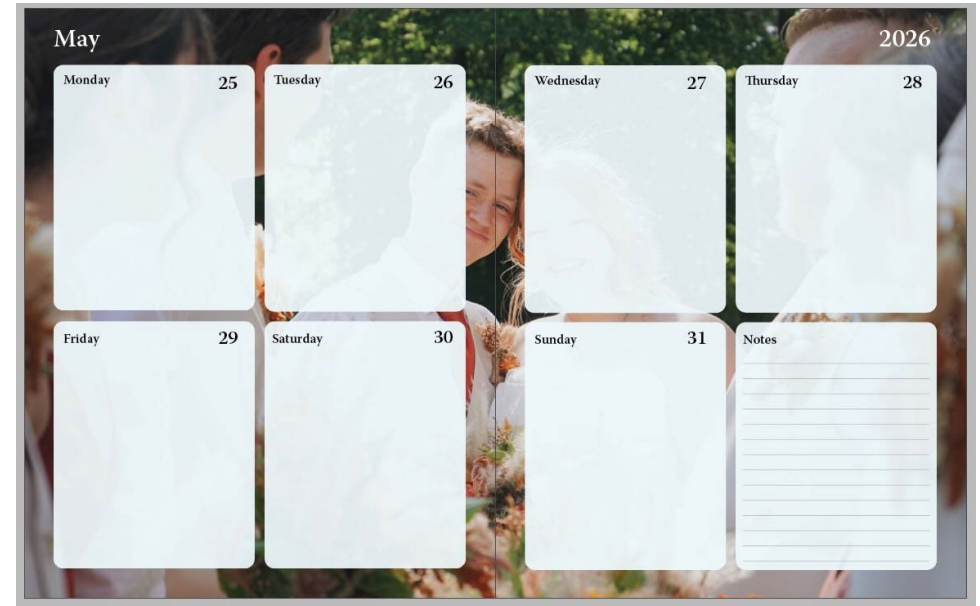 May 2026
Monday 25
Tuesday 26
Wednesday 27
Thursday 28
Friday 29
Saturday 30
Sunday 31
Notes